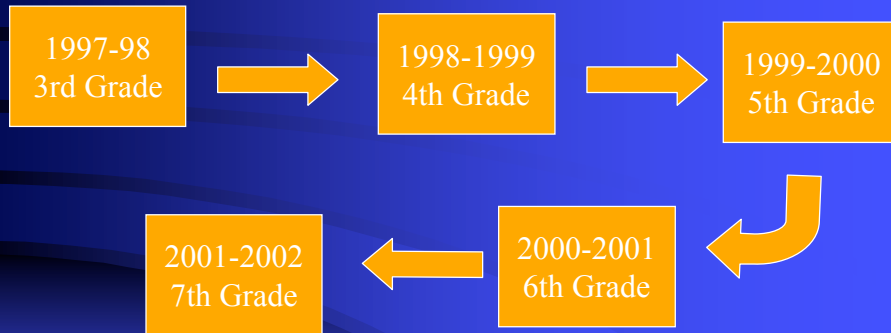 1997-98
3rd Grade
1998-1999
4th Grade
1999-2000
5th Grade
2000-2001
6th Grade
2001-2002
7th Grade